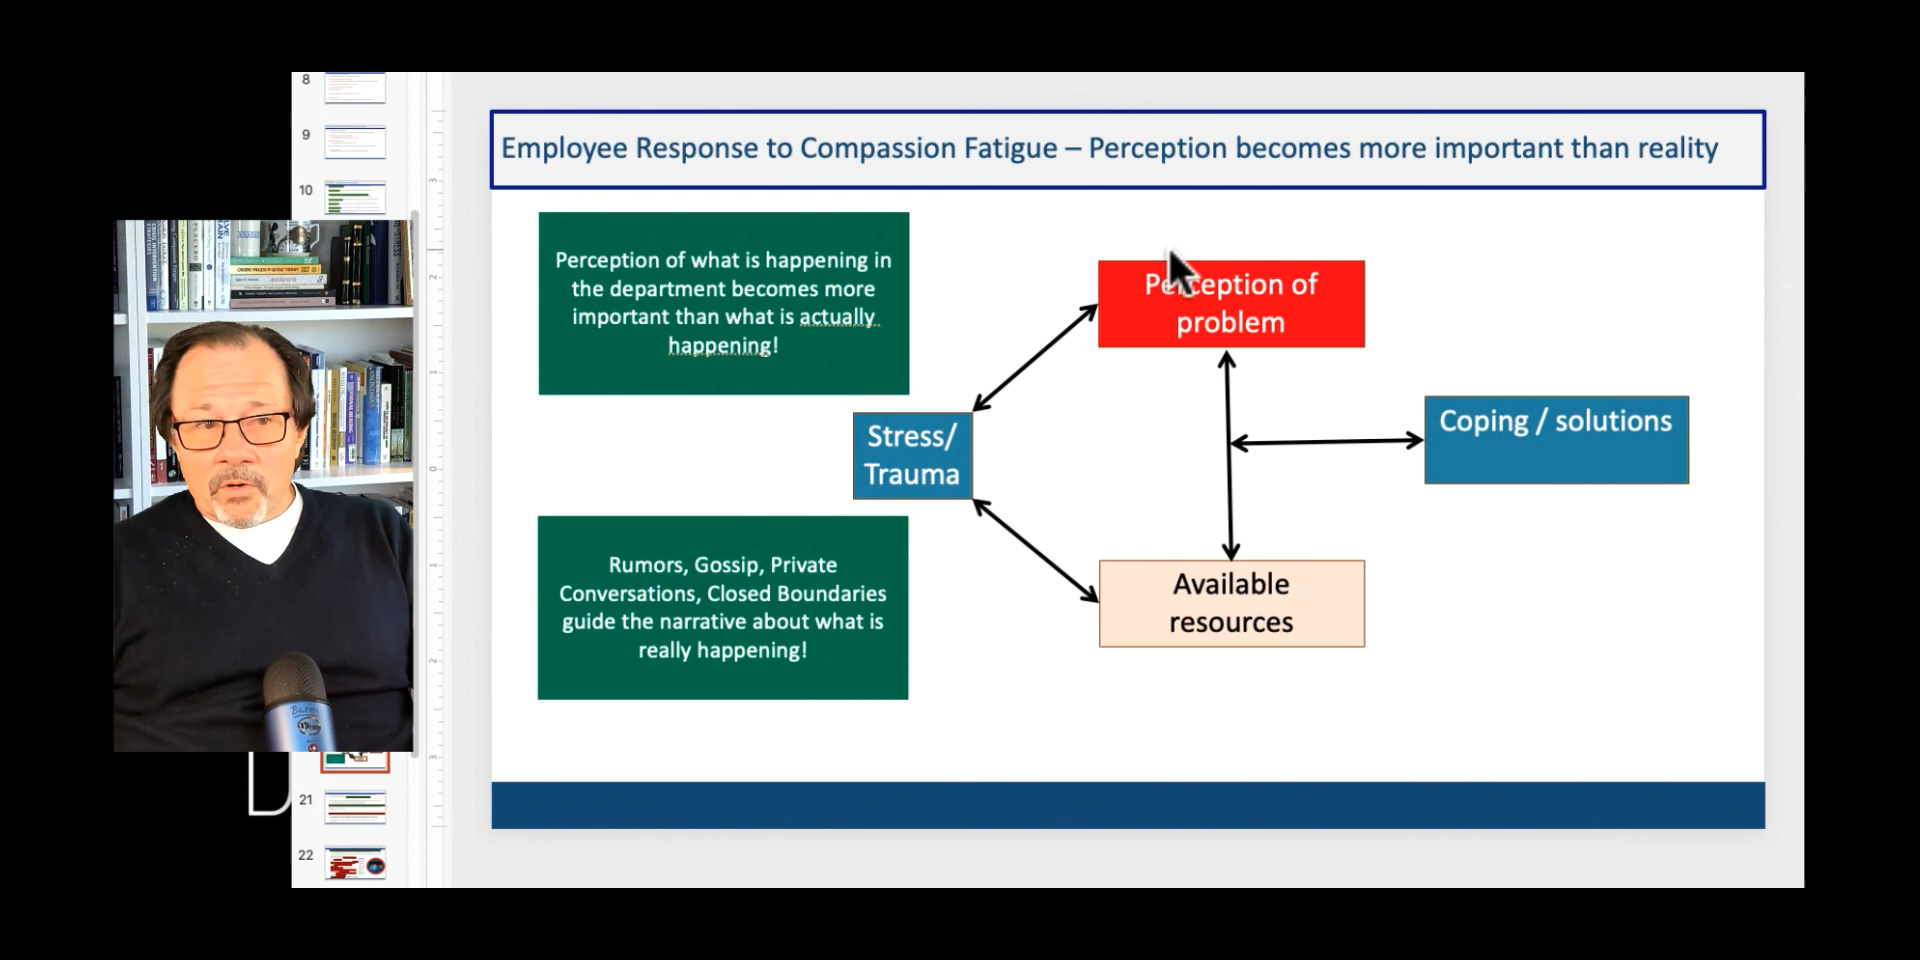 8
9
10
Employee Response to Compassion Fatigue – Perception becomes more important than reality
Perception of what is happening in
the department becomes more
important than what is actually
happening!
Perception of
problem
Stress/
Trauma
Coping / solutions
Rumors, Gossip, Private
Conversations, Closed Boundaries
guide the narrative about what is
really happening!
Available
resources
21
22